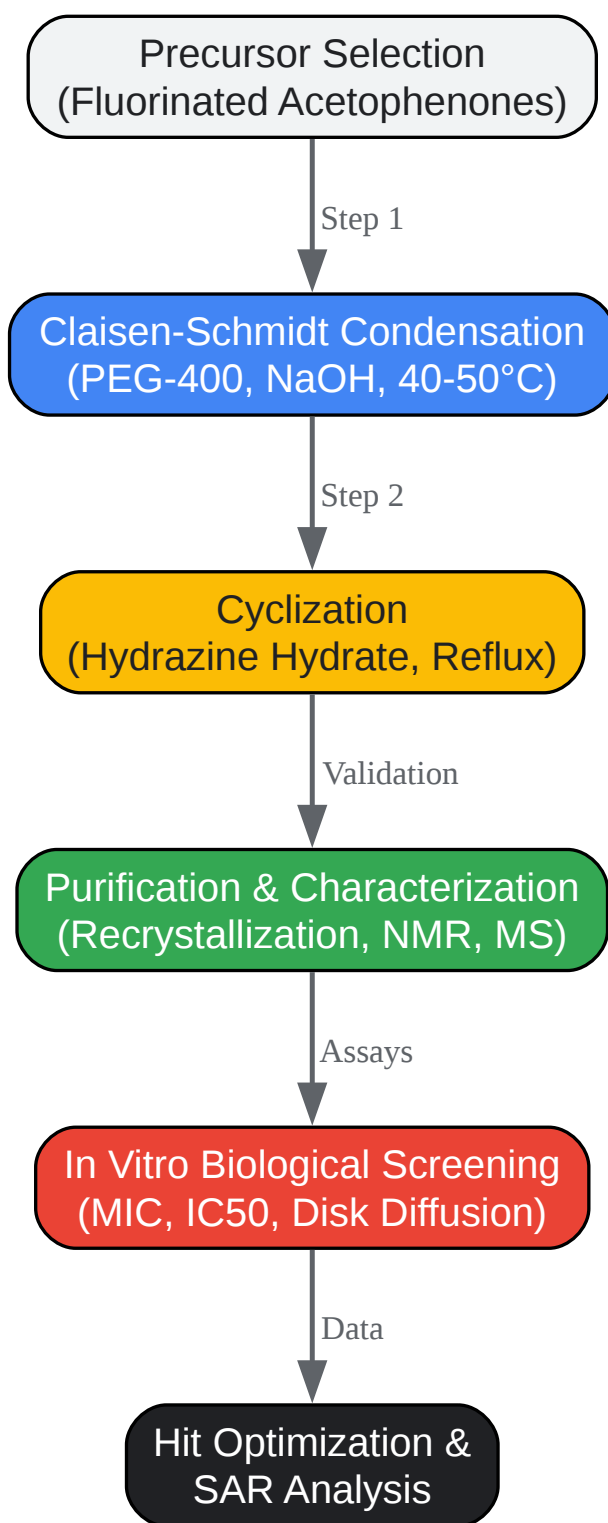 Precursor Selection
(Fluorinated Acetophenones)
Step 1
Claisen-Schmidt Condensation
(PEG-400, NaOH, 40-50°C)
Step 2
Cyclization
(Hydrazine Hydrate, Reflux)
Validation
Purification & Characterization
(Recrystallization, NMR, MS)
Assays
In Vitro Biological Screening
(MIC, IC50, Disk Diffusion)
Data
Hit Optimization &
SAR Analysis